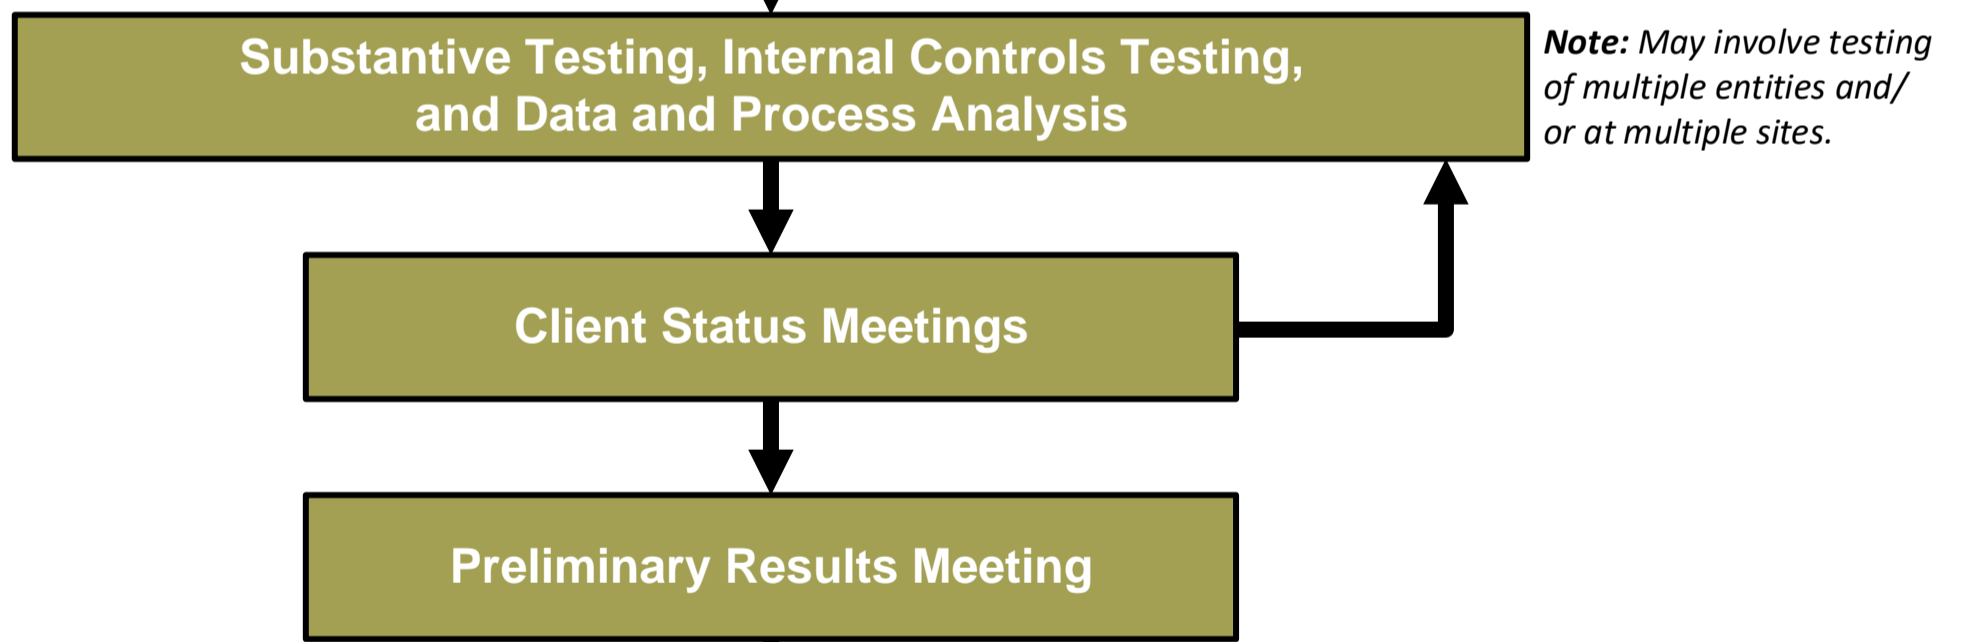 Substantive Testing, Internal Controls Testing,
and Data and Process Analysis
Note: May involve testing
of multiple entities and/
or at multiple sites.
Client Status Meetings
Preliminary Results Meeting